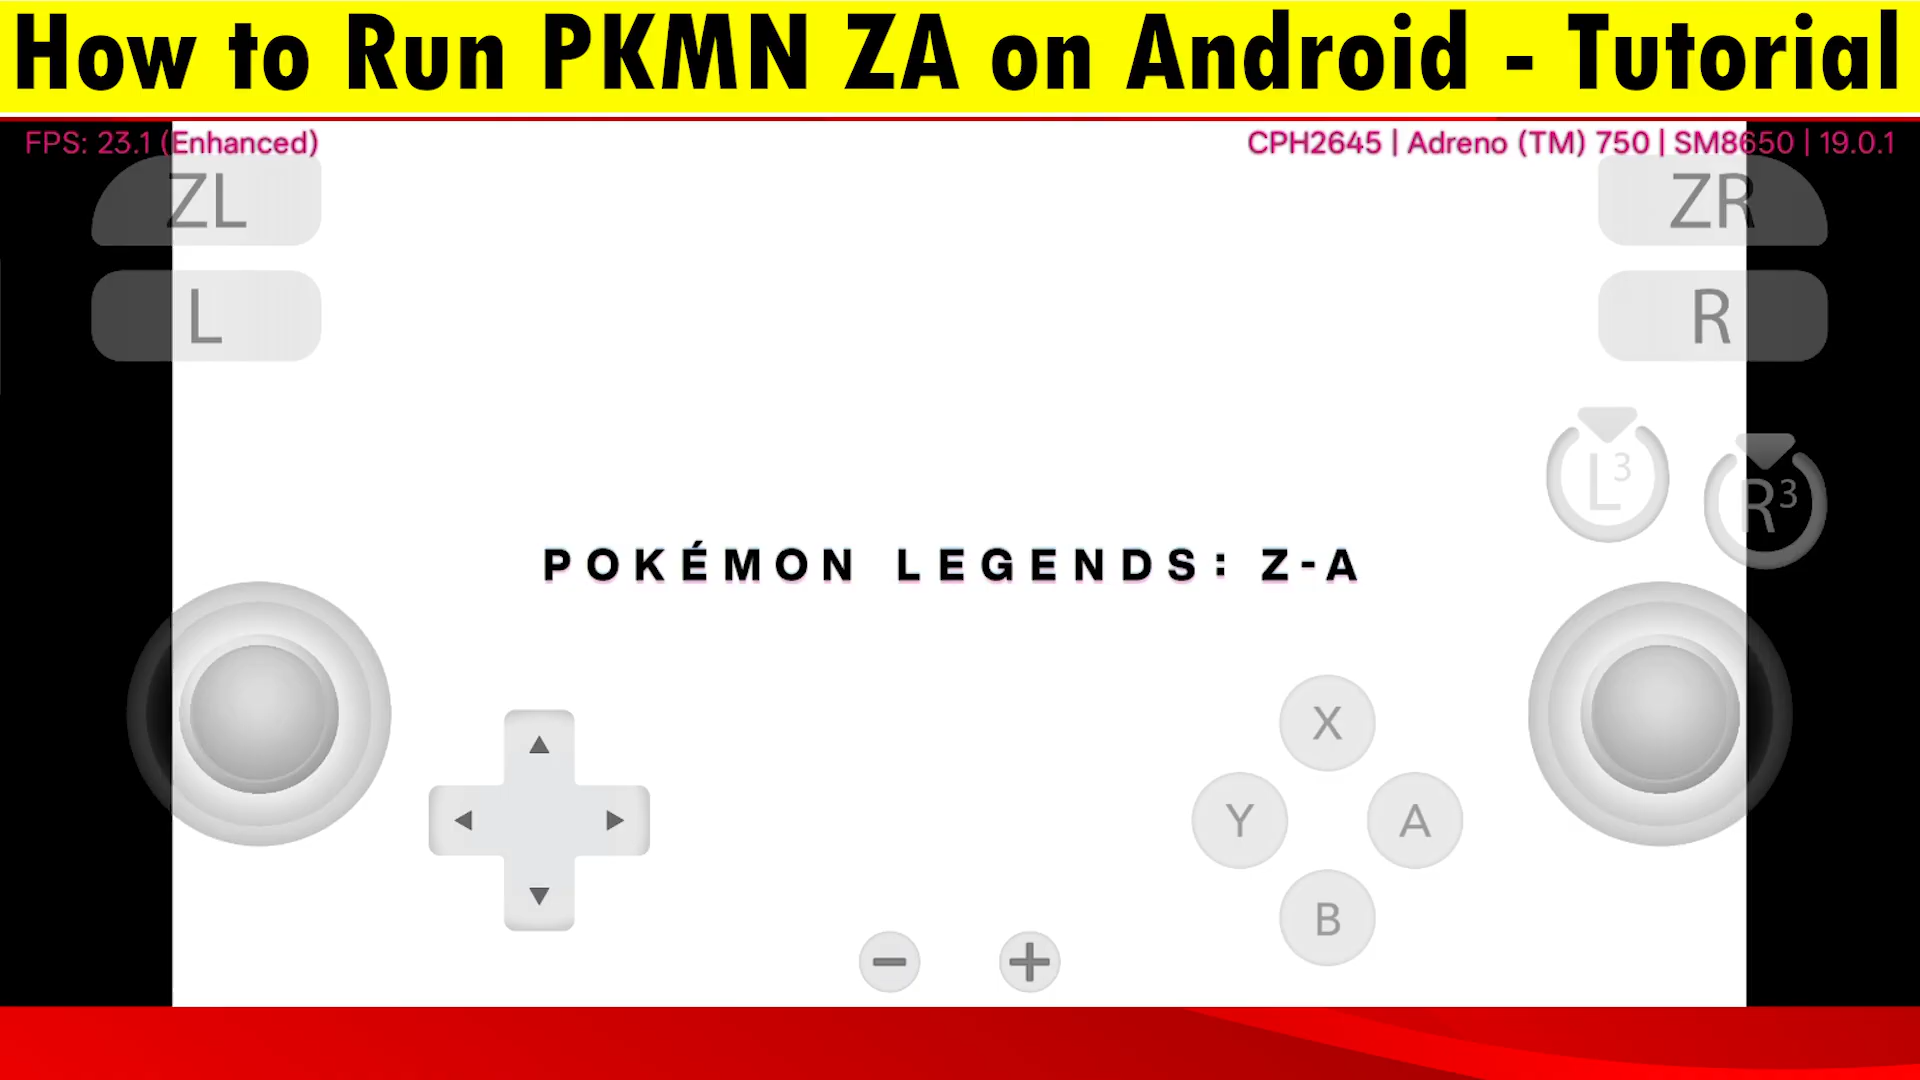 How to Run PKMN ZA on Android - Tutorial
FPS: 23.1 (Enhanced)
CPH2645 | Adreno (TM) 750 | SM8650 | 19.0.1
ZL
ZR
L
R
L3
R3
POKÉMON LEGENDS: Z-A
X
Y
A
B